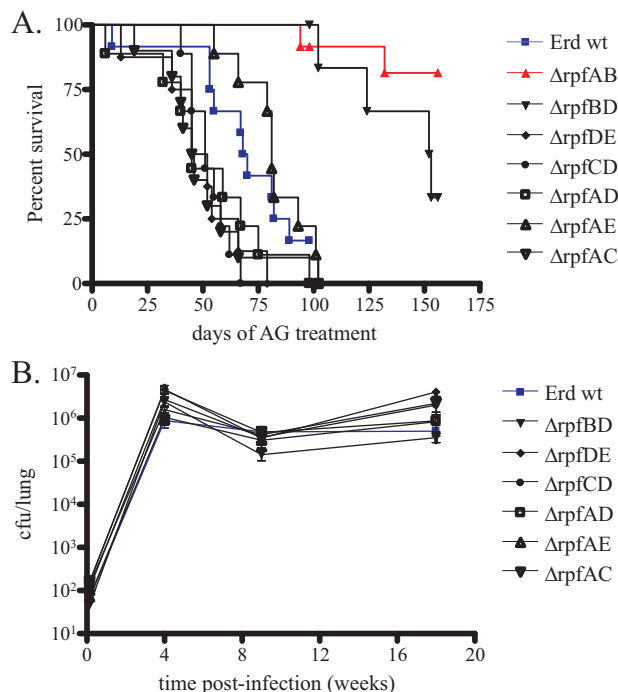 A.
Percent survival
100
75
50
25
0
0 25 50 75 100 125 150 175
days of AG treatment
Erd wt
ΔrpfAB
ΔrpfBD
ΔrpfDE
ΔrpfCD
ΔrpfAD
ΔrpfAE
ΔrpfAC
B.
cfu/lung
10⁷
10⁶
10⁵
10⁴
10³
10²
10¹
0 4 8 12 16 20
time post-infection (weeks)
Erd wt
ΔrpfBD
ΔrpfDE
ΔrpfCD
ΔrpfAD
ΔrpfAE
ΔrpfAC